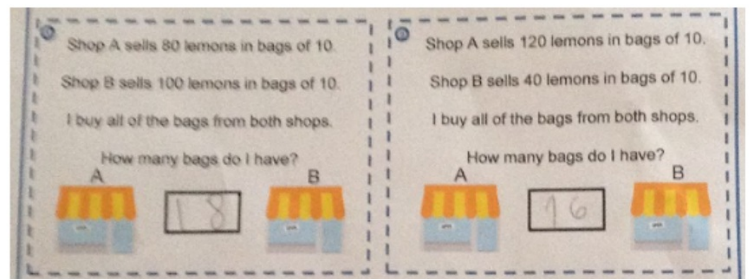 Shop A sells 80 lemons in bags of 10.
Shop B sells 100 lemons in bags of 10.
I buy all of the bags from both shops.
How many bags do I have?
A
B
18
Shop A sells 120 lemons in bags of 10.
Shop B sells 40 lemons in bags of 10.
I buy all of the bags from both shops.
How many bags do I have?
A
B
16